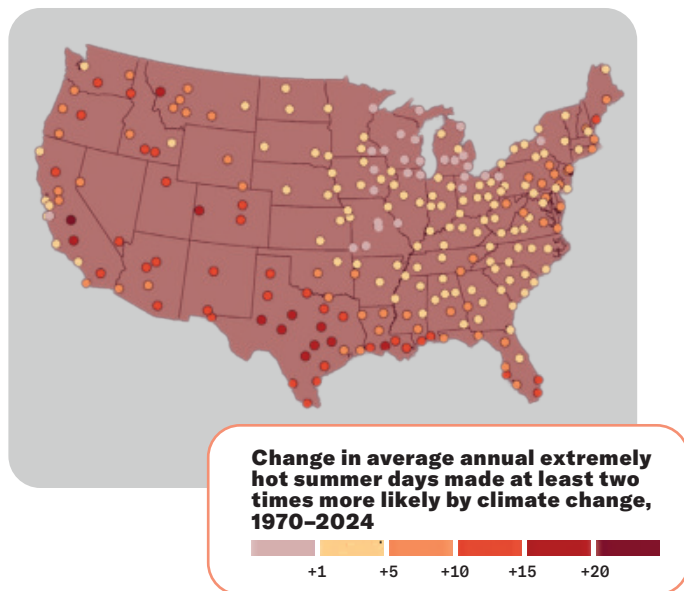 Change in average annual extremely
hot summer days made at least two
times more likely by climate change,
1970–2024
+1 +5 +10 +15 +20